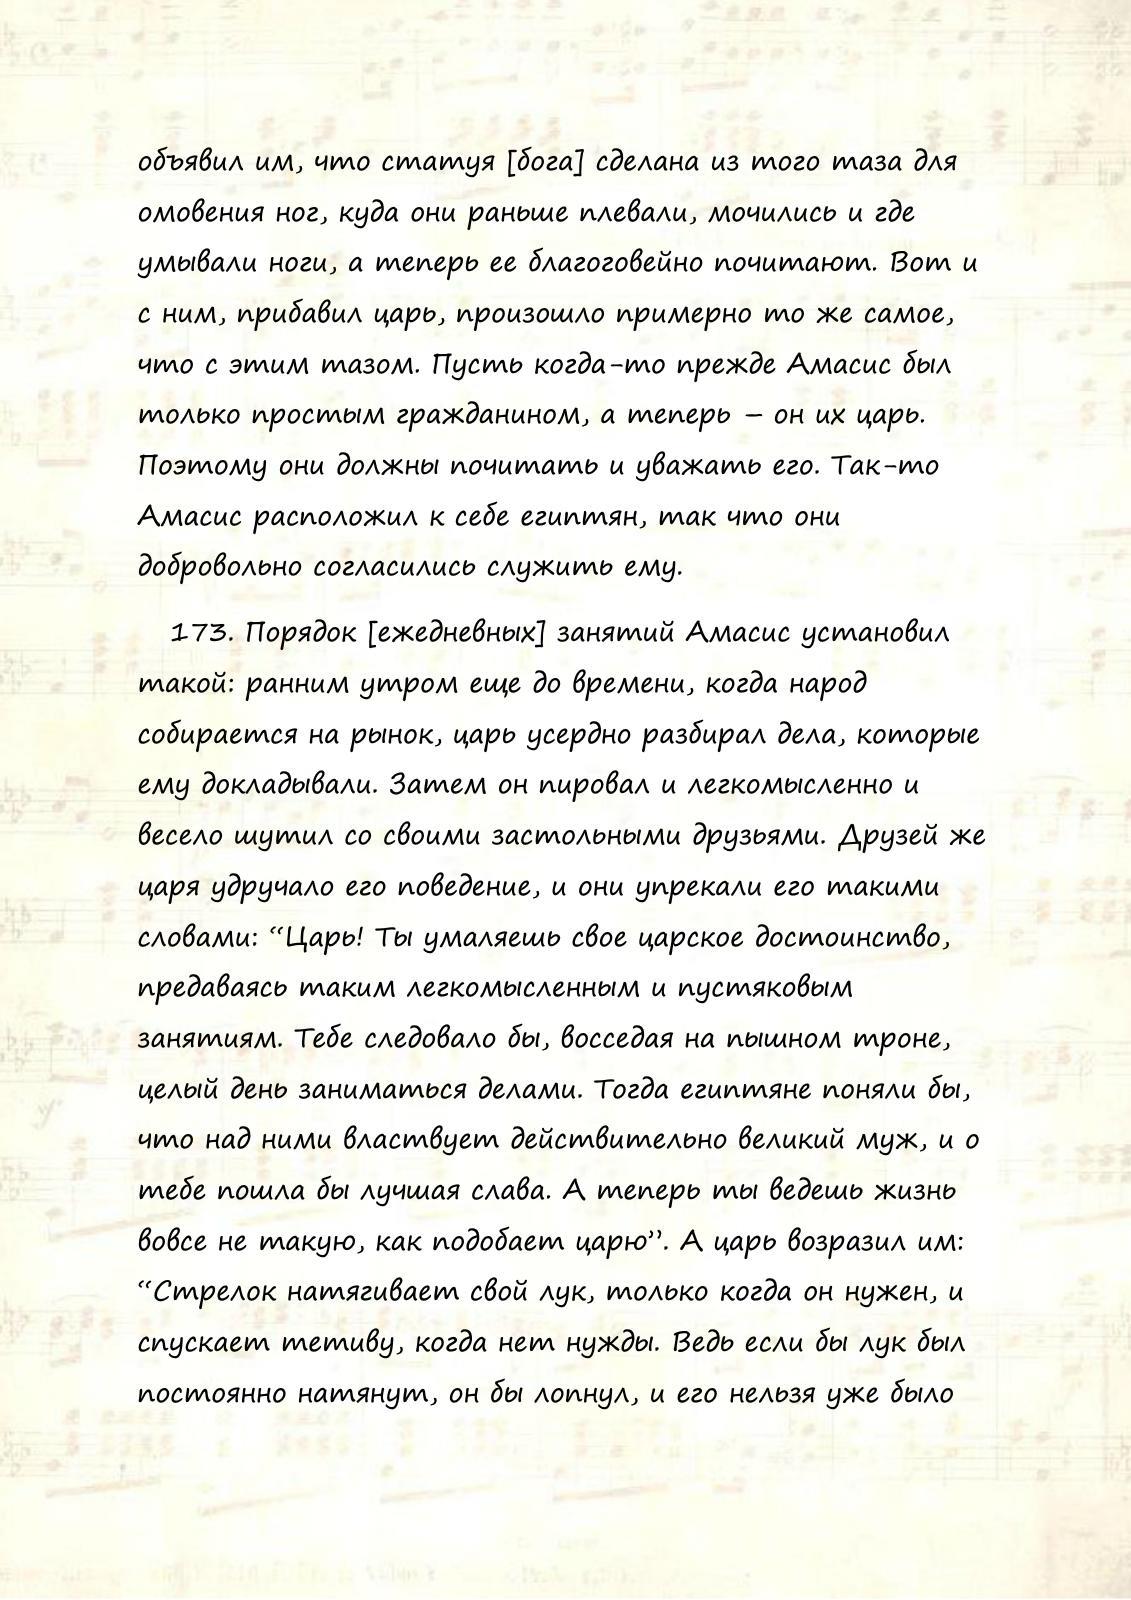 объявил им, что статуя [бога] сделана из того таза для
омовения ног, куда они раньше плевали, мочились и где
умывали ноги, а теперь ее благоговейно почитают. Вот и
с ним, прибавил царь, произошло примерно то же самое,
что с этим тазом. Пусть когда-то прежде Амасис был
только простым гражданином, а теперь – он их царь.
Поэтому они должны почитать и уважать его. Так-то
Амасис расположил к себе египтян, так что они
добровольно согласились служить ему.
173. Порядок [ежедневных] занятий Амасис установил
такой: ранним утром еще до времени, когда народ
собирается на рынок, царь усердно разбирал дела, которые
ему докладывали. Затем он пировал и легкомысленно и
весело шутил со своими застольными друзьями. Друзей же
царя удручало его поведение, и они упрекали его такими
словами: “Царь! Ты умаляешь свое царское достоинство,
предаваясь таким легкомысленным и пустяковым
занятиям. Тебе следовало бы, восседая на пышном троне,
целый день заниматься делами. Тогда египтяне поняли бы,
что над ними властвует действительно великий муж, и о
тебе пошла бы лучшая слава. А теперь ты ведешь жизнь
вовсе не такую, как подобает царю”. А царь возразил им:
“Стрелок натягивает свой лук, только когда он нужен, и
спускает тетиву, когда нет нужды. Ведь если бы лук был
постоянно натянут, он бы лопнул, и его нельзя уже было